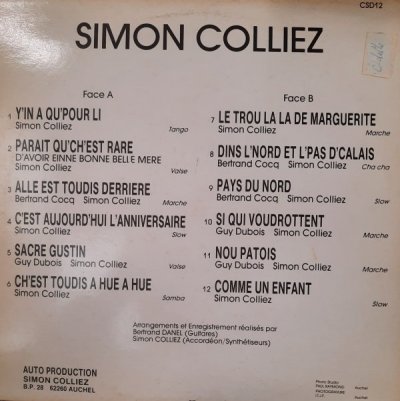 CSD12
SIMON COLLIEZ
Face A
1 Y'IN A QU'POUR LI
Simon Colliez Tango
2 PARAIT QU'CH'EST RARE
D'AVOIR EINNE BONNE BELLE MERE
Simon Colliez Valse
3 ALLE EST TOUDIS DERRIERE
Bertrand Cocq Simon Colliez Marche
4 C'EST AUJOURD'HUI L'ANNIVERSAIRE
Simon Colliez Slow
5 SACRE GUSTIN
Guy Dubois Simon Colliez Valse
6 CH'EST TOUDIS A HUE A HUE
Simon Colliez Samba
Face B
7 LE TROU LA LA DE MARGUERITE
Simon Colliez Marche
8 DINS L'NORD ET L'PAS D'CALAIS
Bertrand Cocq Simon Colliez Cha cha
9 PAYS DU NORD
Simon Colliez Slow
10 SI QUI VOUDROTTENT
Guy Dubois Simon Colliez Marche
11 NOU PATOIS
Guy Dubois Simon Colliez Marche
12 COMME UN ENFANT
Simon Colliez Slow
Arrangements et Enregistrement réalisés par
Bertrand DANEL (Guitares)
Simon COLLIEZ (Accordéon/Synthétiseurs)
AUTO PRODUCTION
SIMON COLLIEZ
B.P. 28 62260 AUCHEL
Photo Studio
PAUL RAYMOND Auchel
PHOTOGRAVURE
Auchel